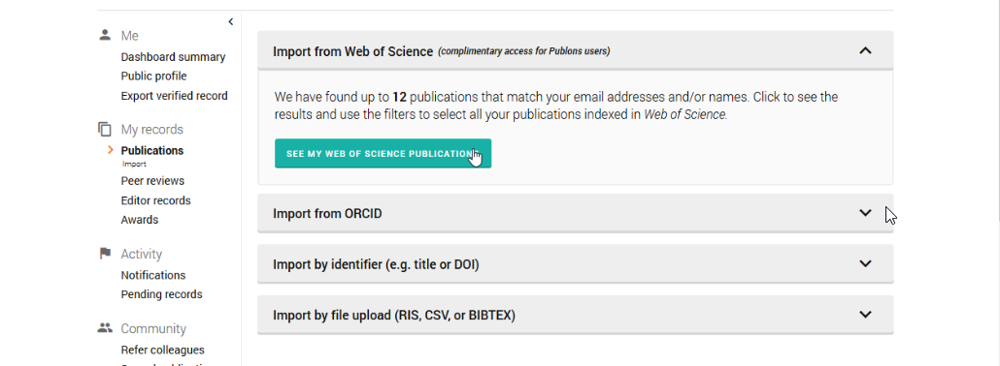 Me
Dashboard summary
Public profile
Export verified record
My records
Publications
Import
Peer reviews
Editor records
Awards
Activity
Notifications
Pending records
Community
Refer colleagues
Import from Web of Science (complimentary access for Publons users)
We have found up to 12 publications that match your email addresses and/or names. Click to see the
results and use the filters to select all your publications indexed in Web of Science.
SEE MY WEB OF SCIENCE PUBLICATIONS
Import from ORCID
Import by identifier (e.g. title or DOI)
Import by file upload (RIS, CSV, or BIBTEX)